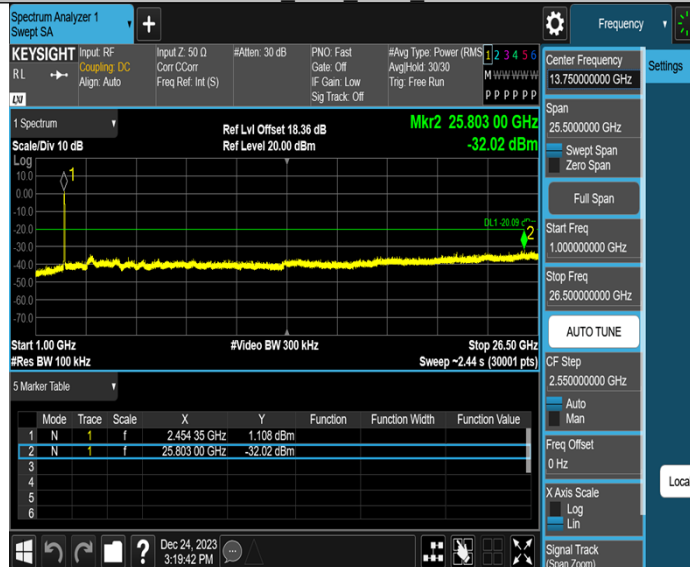 Spectrum Analyzer 1
Swept SA
+
Frequency
KEYSIGHT
RL
LXI
Input: RF
Coupling: DC
Align: Auto
Input Z: 50 Ω
Corr CCorr
Freq Ref: Int (S)
#Atten: 30 dB
PNO: Fast
Gate: Off
IF Gain: Low
Sig Track: Off
#Avg Type: Power (RMS
Avg|Hold: 30/30
Trig: Free Run
1 2 3 4 5 6
M W W W W W
P P P P P P
Center Frequency
13.750000000 GHz
Settings
Span
25.5000000 GHz
Swept Span
Zero Span
Full Span
Start Freq
1.000000000 GHz
Stop Freq
26.500000000 GHz
AUTO TUNE
CF Step
2.550000000 GHz
Auto
Man
Freq Offset
0 Hz
X Axis Scale
Log
Lin
Signal Track
(Span Zoom)
Loca
1 Spectrum
Scale/Div 10 dB
Log
Ref Lvl Offset 18.36 dB
Ref Level 20.00 dBm
Mkr2 25.803 00 GHz
-32.02 dBm
10.0
0.00
-10.0
-20.0
-30.0
-40.0
-50.0
-60.0
-70.0
1
DL1 -20.09
2
Start 1.00 GHz
#Res BW 100 kHz
#Video BW 300 kHz
Stop 26.50 GHz
Sweep ~2.44 s (30001 pts)
5 Marker Table
Mode Trace Scale X Y Function Function Width Function Value
1 N 1 f 2.454 35 GHz 1.108 dBm
2 N 1 f 25.803 00 GHz -32.02 dBm
3
4
5
6
?
Dec 24, 2023
3:19:42 PM